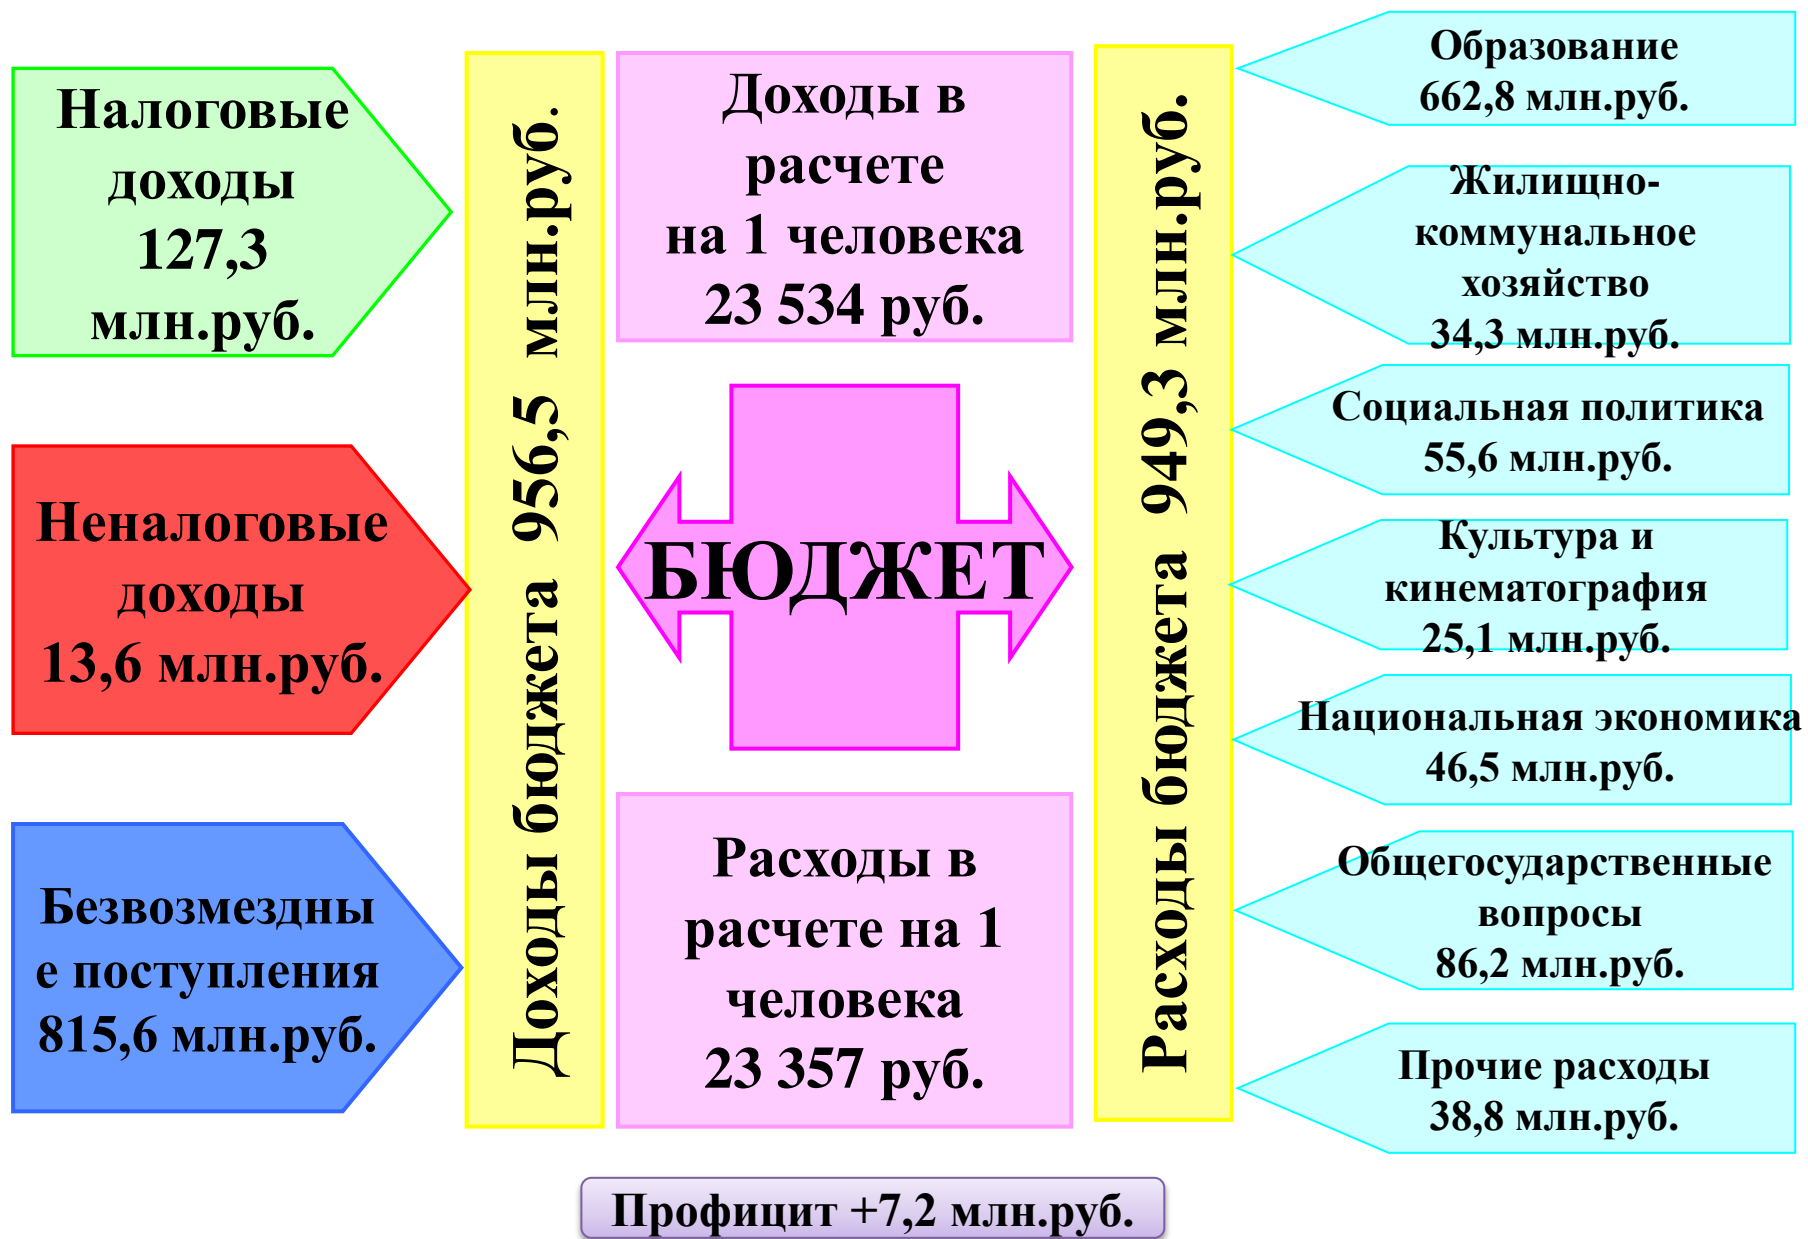 Налоговые
доходы
127,3
млн.руб.
Неналоговые
доходы
13,6 млн.руб.
Безвозмездны
е поступления
815,6 млн.руб.
Доходы бюджета 956,5 млн.руб.
Доходы в
расчете
на 1 человека
23 534 руб.
БЮДЖЕТ
Расходы в
расчете на 1
человека
23 357 руб.
Расходы бюджета 949,3 млн.руб.
Образование
662,8 млн.руб.
Жилищно-
коммунальное
хозяйство
34,3 млн.руб.
Социальная политика
55,6 млн.руб.
Культура и
кинематография
25,1 млн.руб.
Национальная экономика
46,5 млн.руб.
Общегосударственные
вопросы
86,2 млн.руб.
Прочие расходы
38,8 млн.руб.
Профицит +7,2 млн.руб.